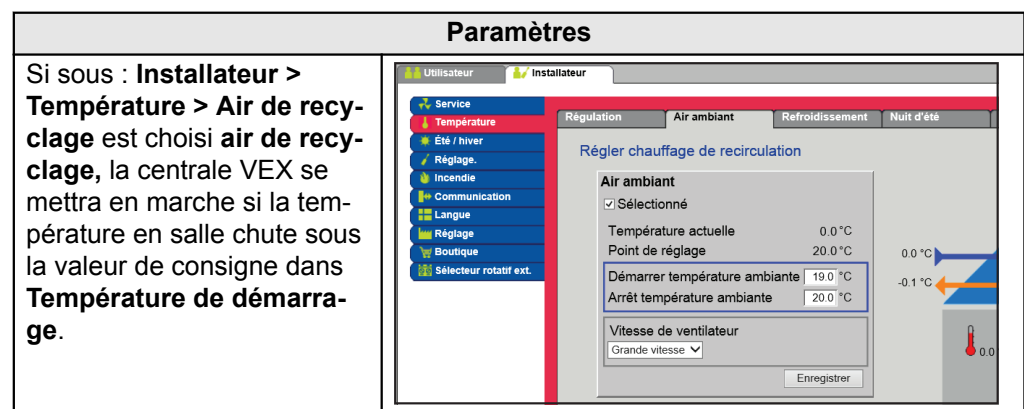 Paramètres
Si sous : Installateur >
Température > Air de recy-
clage est choisi air de recy-
clage, la centrale VEX se
mettra en marche si la tem-
pérature en salle chute sous
la valeur de consigne dans
Température de démarra-
ge.
Utilisateur Installateur
Service
Température
Été / hiver
Réglage.
Incendie
Communication
Langue
Réglage
Boutique
Sélecteur rotatif ext.
Régulation Air ambiant Refroidissement Nuit d'été
Régler chauffage de recirculation
Air ambiant
Sélectionné
Température actuelle 0.0 °C
Point de réglage 20.0 °C
Démarrer température ambiante 19.0 °C
Arrêt température ambiante 20.0 °C
Vitesse de ventilateur
Grande vitesse
Enregistrer
0.0 °C
-0.1 °C
0.0